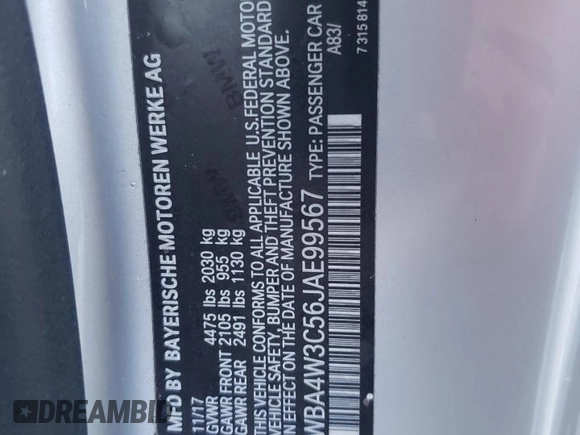 MFD BY BAYERISCHE MOTOREN WERKE AG
11/17
GVWR 4475 lbs 2030 kg
GAWR FRONT 2105 lbs 955 kg
GAWR REAR 2491 lbs 1130 kg
THIS VEHICLE CONFORMS TO ALL APPLICABLE U.S.FEDERAL MOTO
VEHICLE SAFETY, BUMPER AND THEFT PREVENTION STANDARD
EFFECT ON DATE OF MANUFACTURE SHOWN ABOVE.
WBA4W3C56JAE99567 TYPE: PASSENGER CAR
A83/
7 315 814
BMW
BMW
DREAMBID